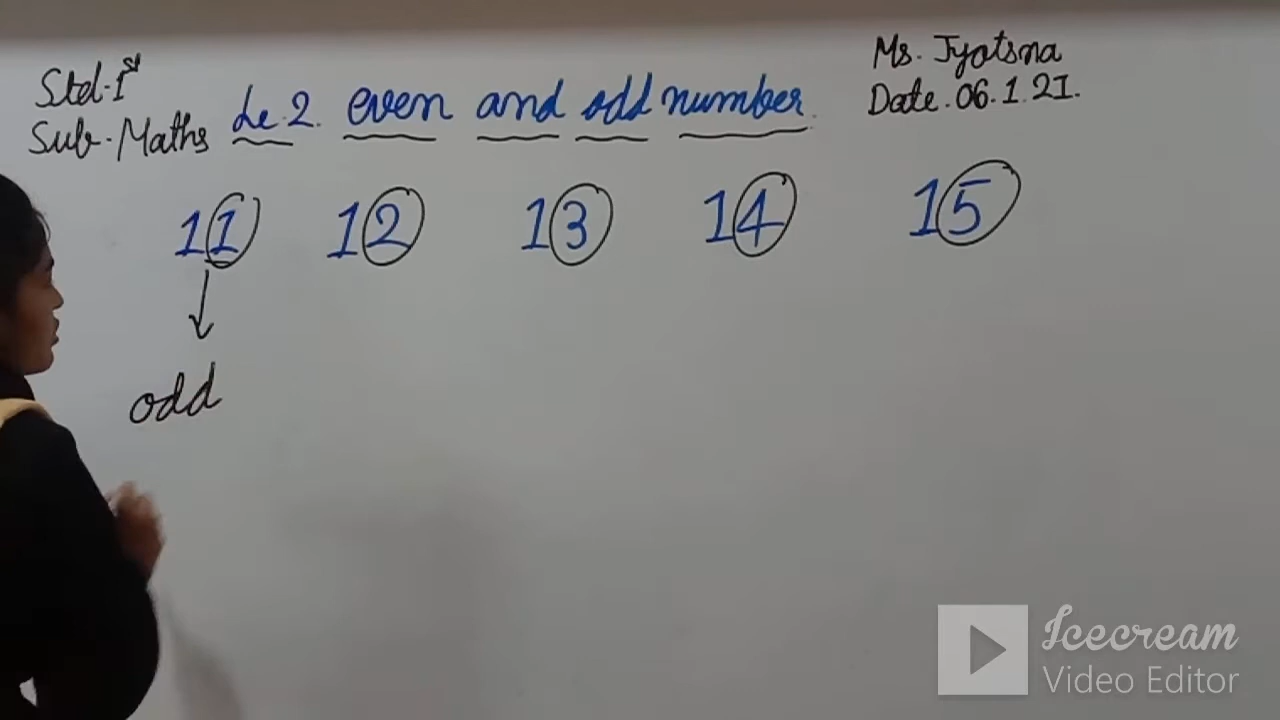 Std-1st
Sub-Maths
Le.2. even and odd number.
Ms. Jyotsna
Date.06.1.21.
11 12 13 14 15
odd
Icecream
Video Editor